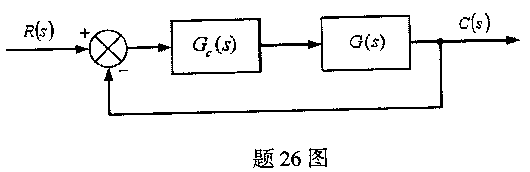 R(s) + C(s)
G_c(s) G(s)
−
题 26 图